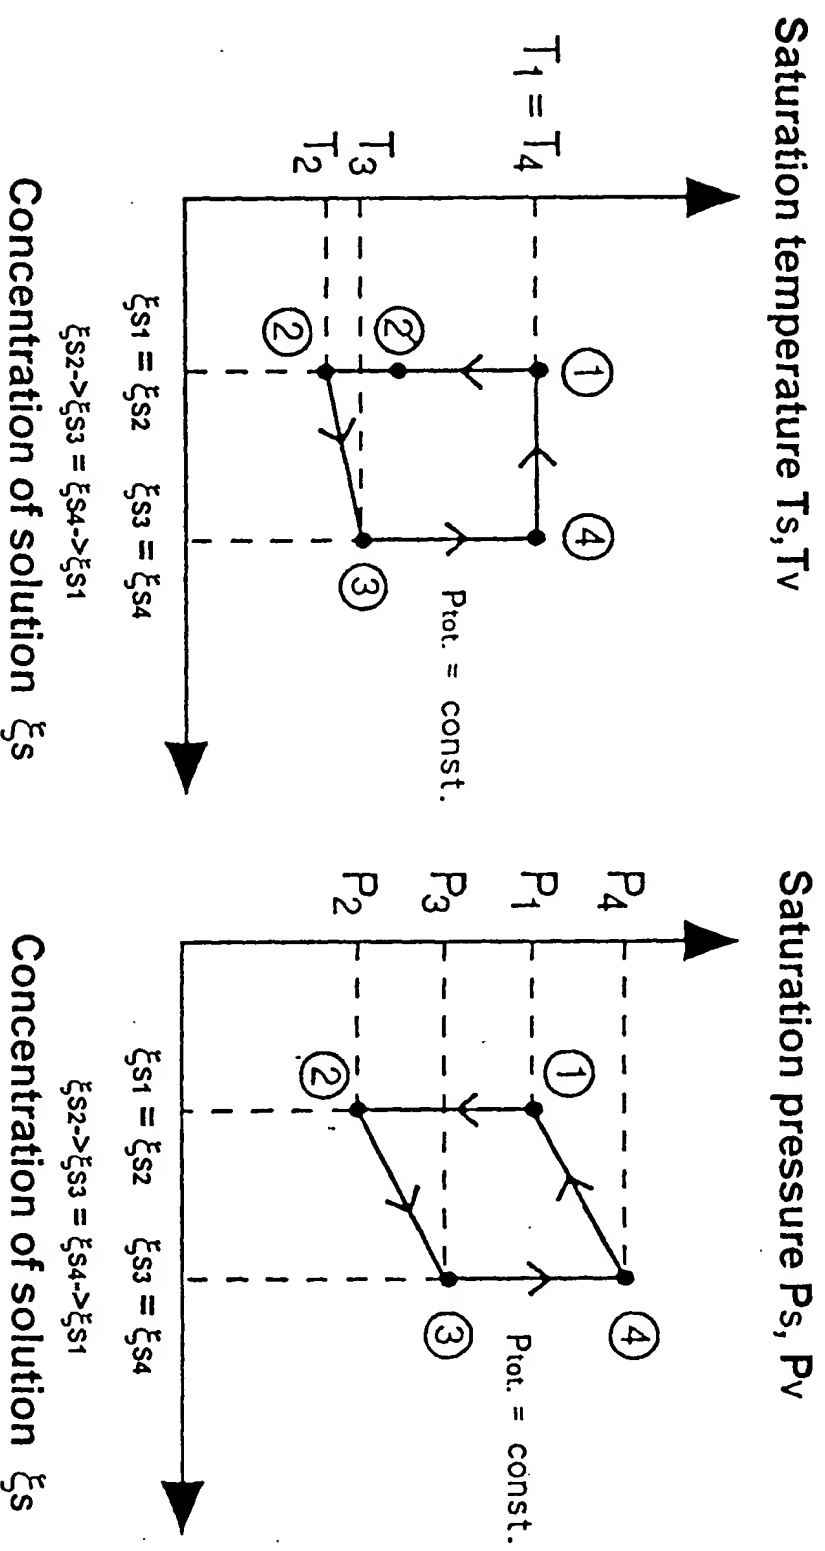 Saturation temperature Ts,Tv
T1 = T4
T3
T2
1
4
2'
2
3
Ptot. = const.
ξS1 = ξS2
ξS3 = ξS4
ξS2->ξS3 = ξS4->ξS1
Concentration of solution ξs
Saturation pressure Ps, Pv
P4
P1
P3
P2
4
1
3
2
Ptot. = const.
ξS1 = ξS2
ξS3 = ξS4
ξS2->ξS3 = ξS4->ξS1
Concentration of solution ξs